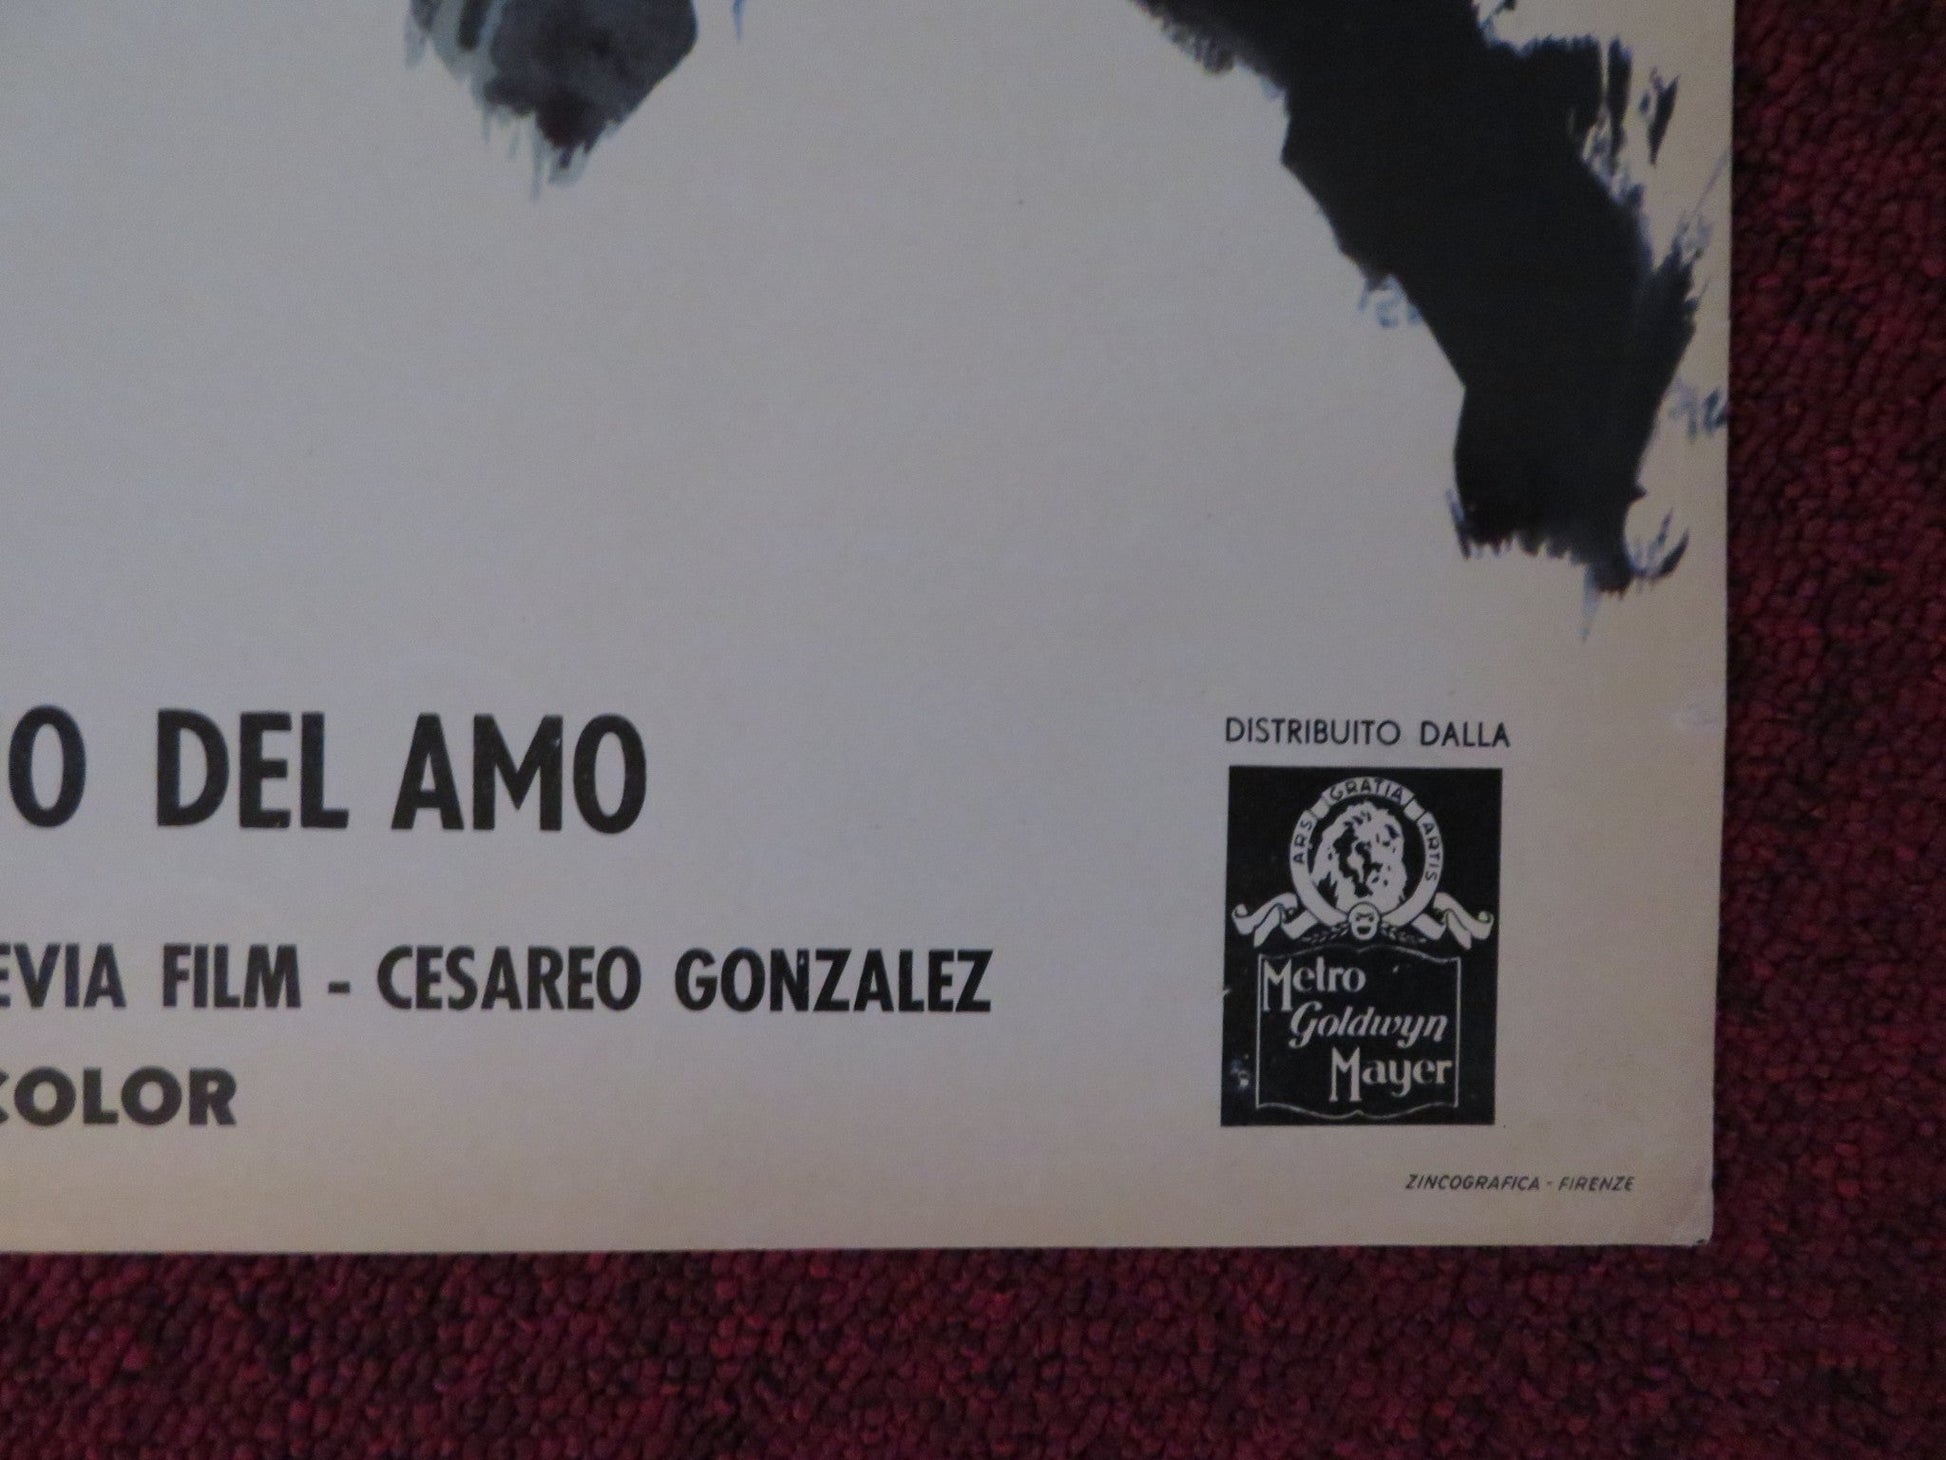 O DEL AMO
EVIA FILM - CESAREO GONZALEZ
COLOR
DISTRIBUITO DALLA
ARS GRATIA ARTIS
Metro
Goldwyn
Mayer
ZINCOGRAFICA - FIRENZE